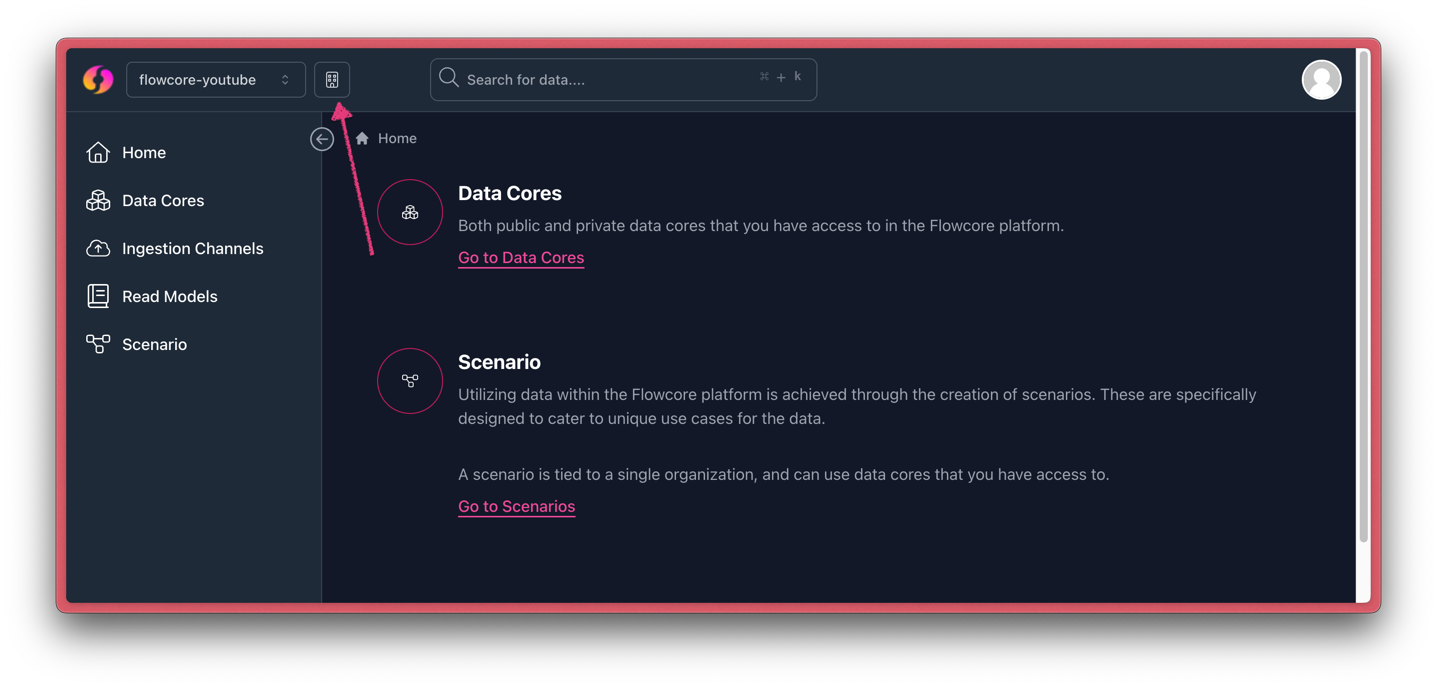 flowcore-youtube
Search for data....
⌘ + k
Home
Data Cores
Ingestion Channels
Read Models
Scenario
Home
Data Cores
Both public and private data cores that you have access to in the Flowcore platform.
Go to Data Cores
Scenario
Utilizing data within the Flowcore platform is achieved through the creation of scenarios. These are specifically
designed to cater to unique use cases for the data.
A scenario is tied to a single organization, and can use data cores that you have access to.
Go to Scenarios